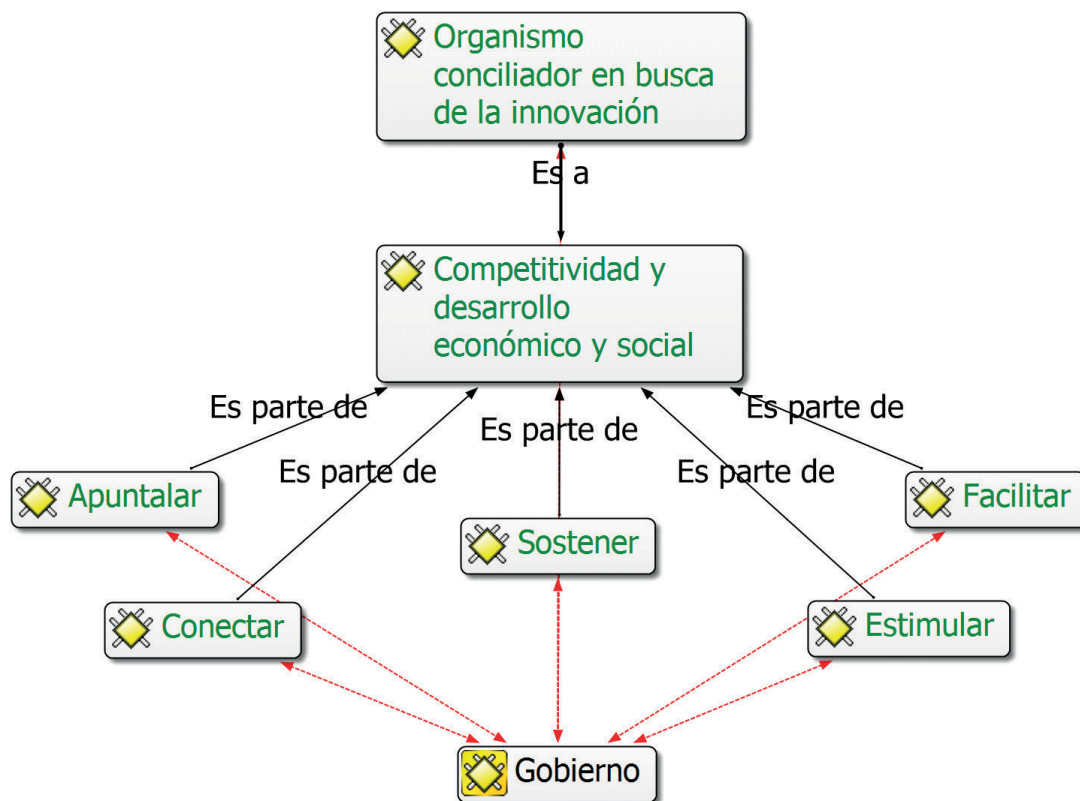 Organismo
conciliador en busca
de la innovación
Es a
Competitividad y
desarrollo
económico y social
Es parte de
Es parte de
Es parte de
Es parte de
Es parte de
Apuntalar
Facilitar
Sostener
Conectar
Estimular
Gobierno